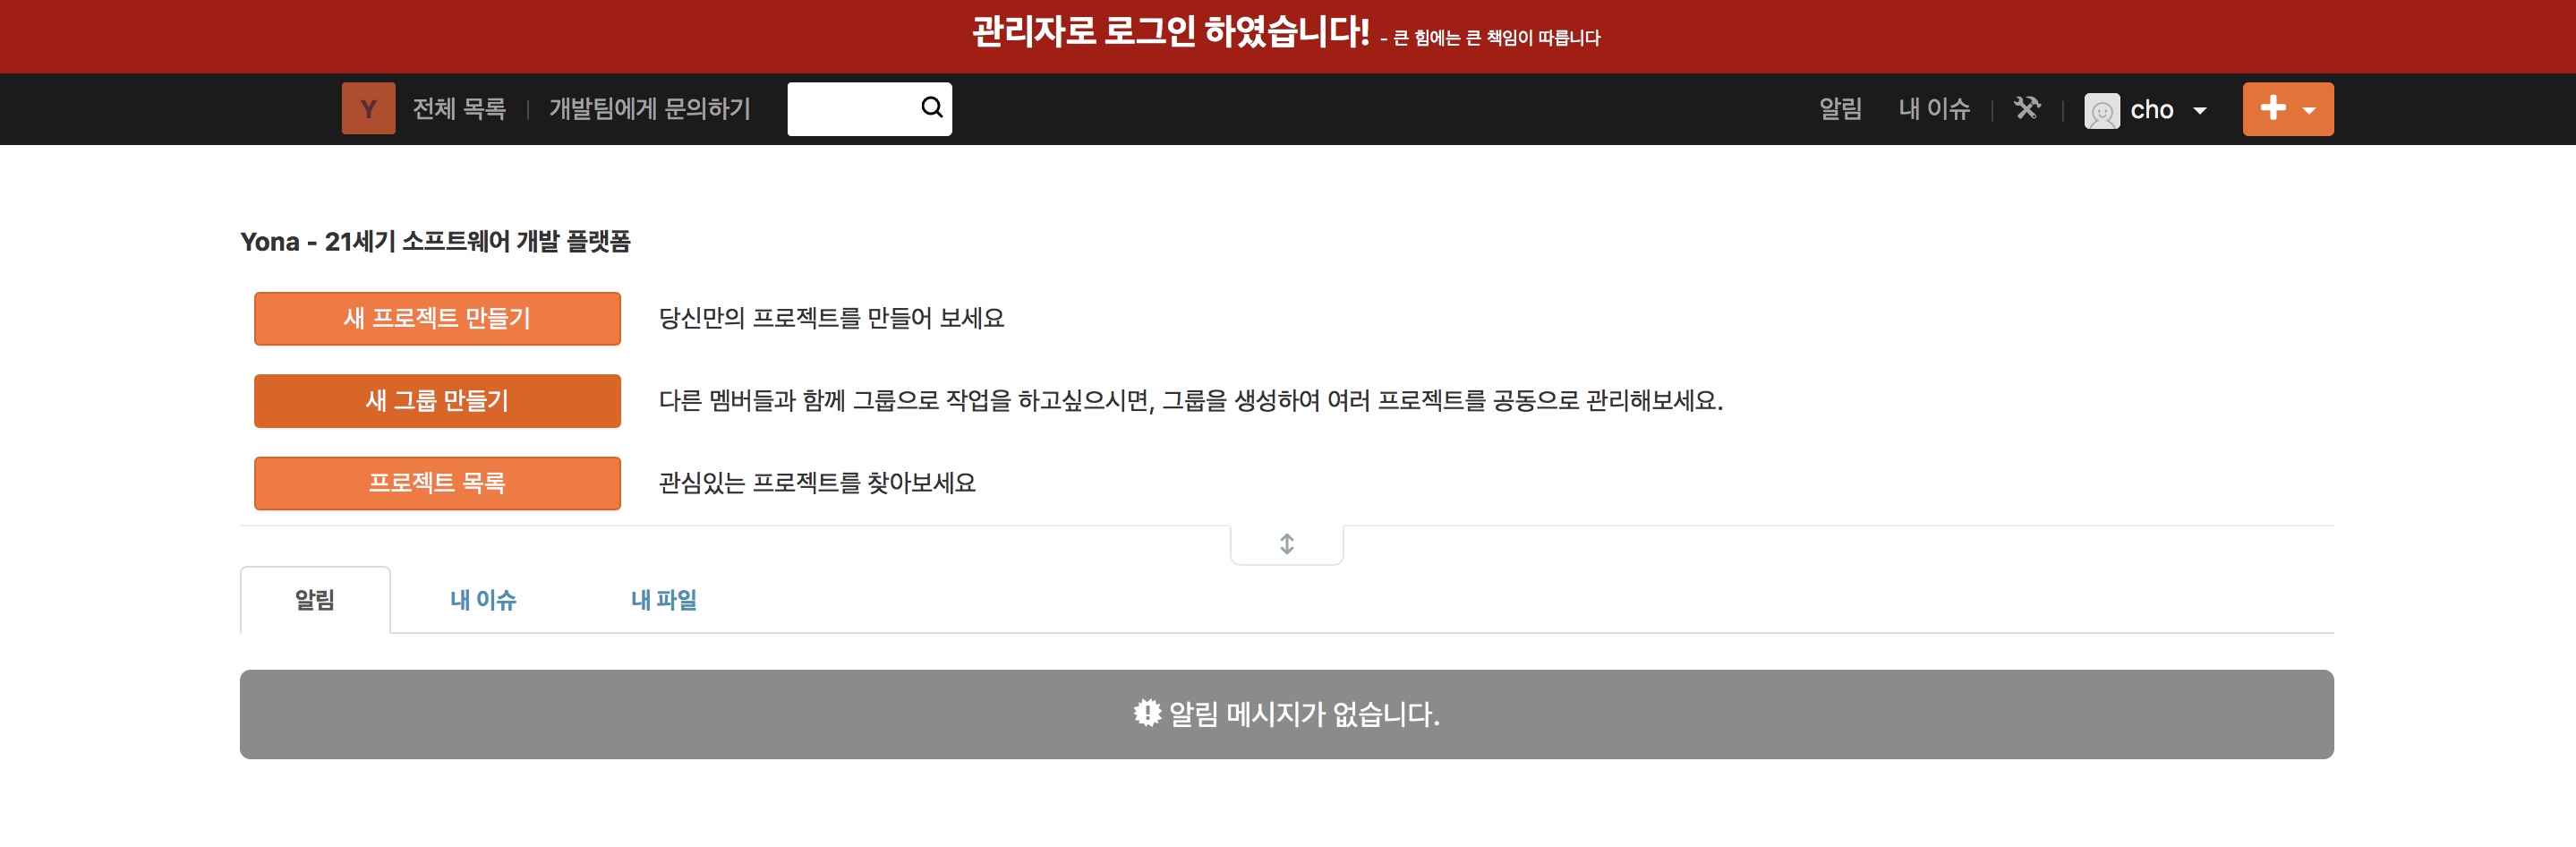 관리자로 로그인 하였습니다! - 큰 힘에는 큰 책임이 따릅니다
Y 전체 목록 개발팀에게 문의하기 알림 내 이슈 cho
Yona - 21세기 소프트웨어 개발 플랫폼
새 프로젝트 만들기 당신만의 프로젝트를 만들어 보세요
새 그룹 만들기 다른 멤버들과 함께 그룹으로 작업을 하고싶으시면, 그룹을 생성하여 여러 프로젝트를 공동으로 관리해보세요.
프로젝트 목록 관심있는 프로젝트를 찾아보세요
알림 내 이슈 내 파일
알림 메시지가 없습니다.